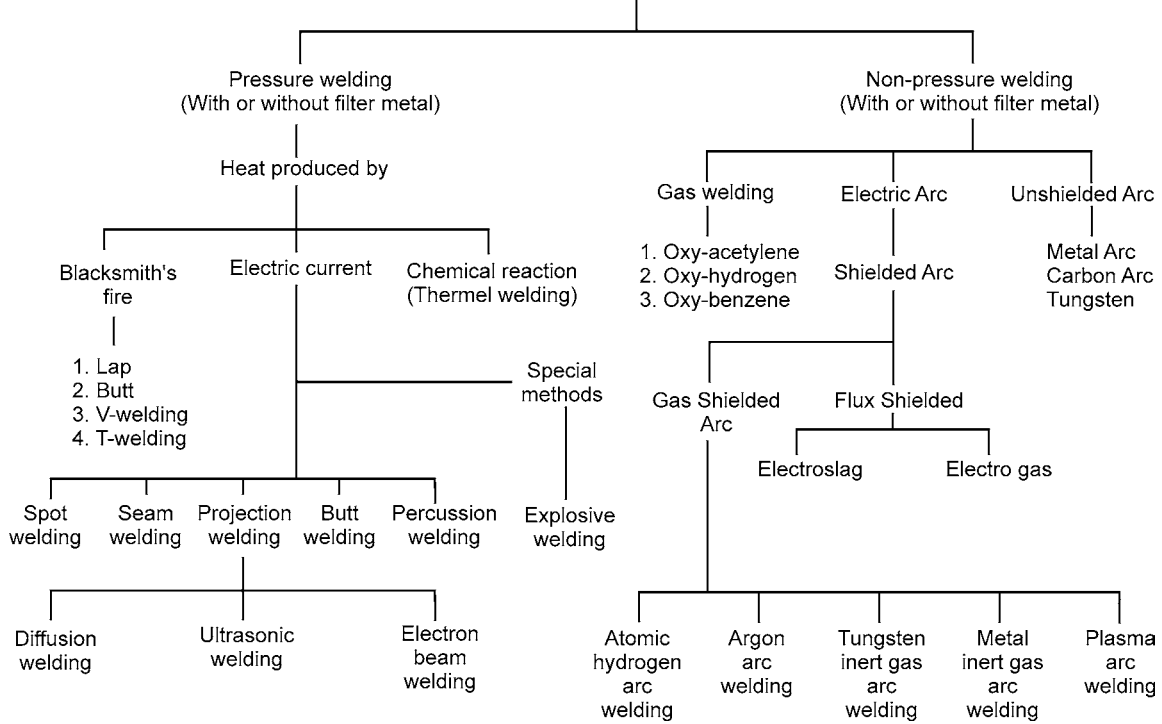 Pressure welding
(With or without filter metal)
Non-pressure welding
(With or without filter metal)
Heat produced by
Gas welding
Electric Arc
Unshielded Arc
Blacksmith's
fire
Electric current
Chemical reaction
(Thermel welding)
1. Oxy-acetylene
2. Oxy-hydrogen
3. Oxy-benzene
Shielded Arc
Metal Arc
Carbon Arc
Tungsten
1. Lap
2. Butt
3. V-welding
4. T-welding
Special
methods
Gas Shielded
Arc
Flux Shielded
Electroslag
Electro gas
Spot
welding
Seam
welding
Projection
welding
Butt
welding
Percussion
welding
Explosive
welding
Diffusion
welding
Ultrasonic
welding
Electron
beam
welding
Atomic
hydrogen
arc
welding
Argon
arc
welding
Tungsten
inert gas
arc
welding
Metal
inert gas
arc
welding
Plasma
arc
welding